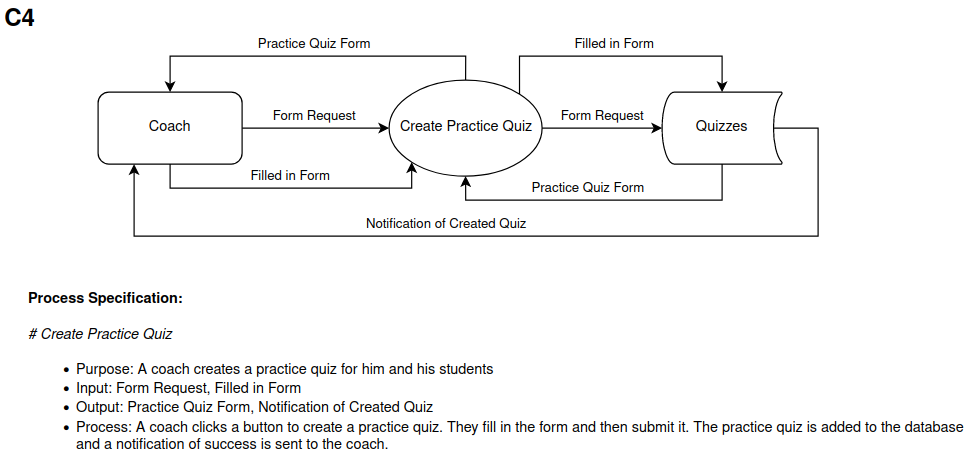 C4
Practice Quiz Form
Filled in Form
Coach
Form Request
Create Practice Quiz
Form Request
Quizzes
Filled in Form
Practice Quiz Form
Notification of Created Quiz
Process Specification:
# Create Practice Quiz
• Purpose: A coach creates a practice quiz for him and his students
• Input: Form Request, Filled in Form
• Output: Practice Quiz Form, Notification of Created Quiz
• Process: A coach clicks a button to create a practice quiz. They fill in the form and then submit it. The practice quiz is added to the database
and a notification of success is sent to the coach.